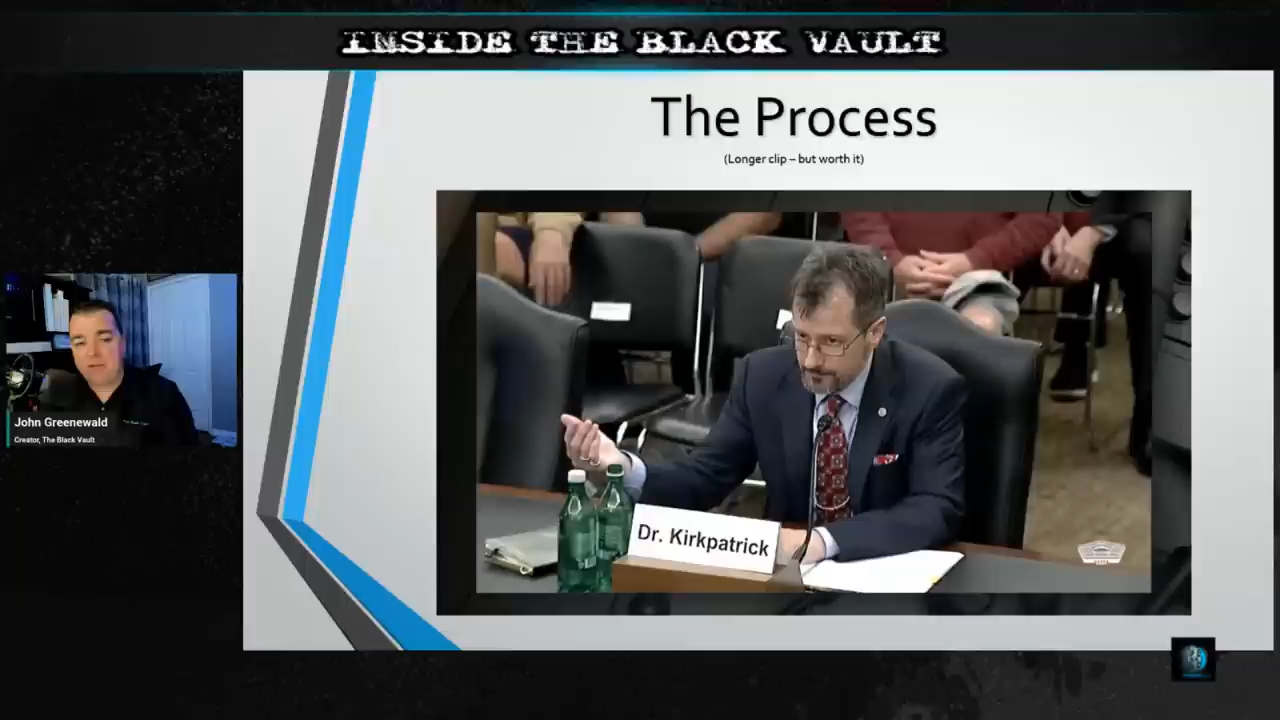 INSIDE THE BLACK VAULT
The Process
(Longer clip – but worth it)
John Greenewald
Creator, The Black Vault
Dr. Kirkpatrick